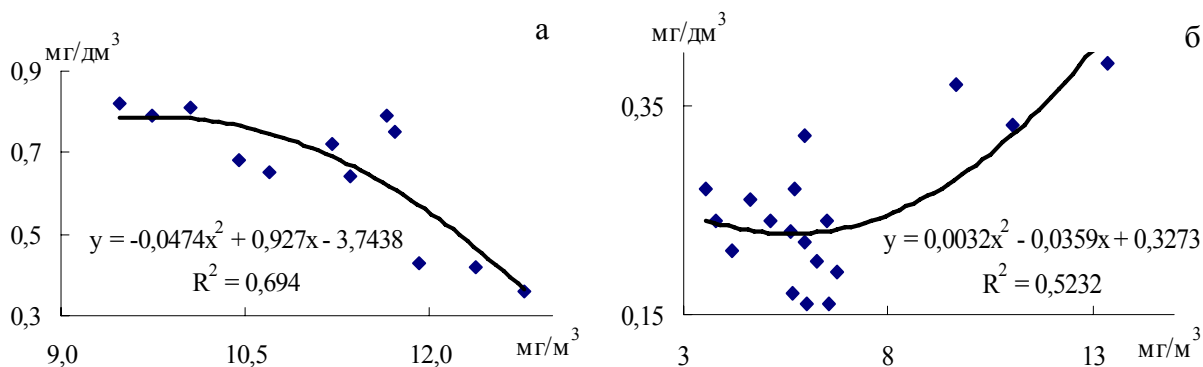 а
мг/дм³
0,9
0,7
0,5
0,3
y = -0,0474x² + 0,927x - 3,7438
R² = 0,694
9,0
10,5
12,0
мг/м³
б
мг/дм³
0,35
0,15
y = 0,0032x² - 0,0359x + 0,3273
R² = 0,5232
3
8
13
мг/м³